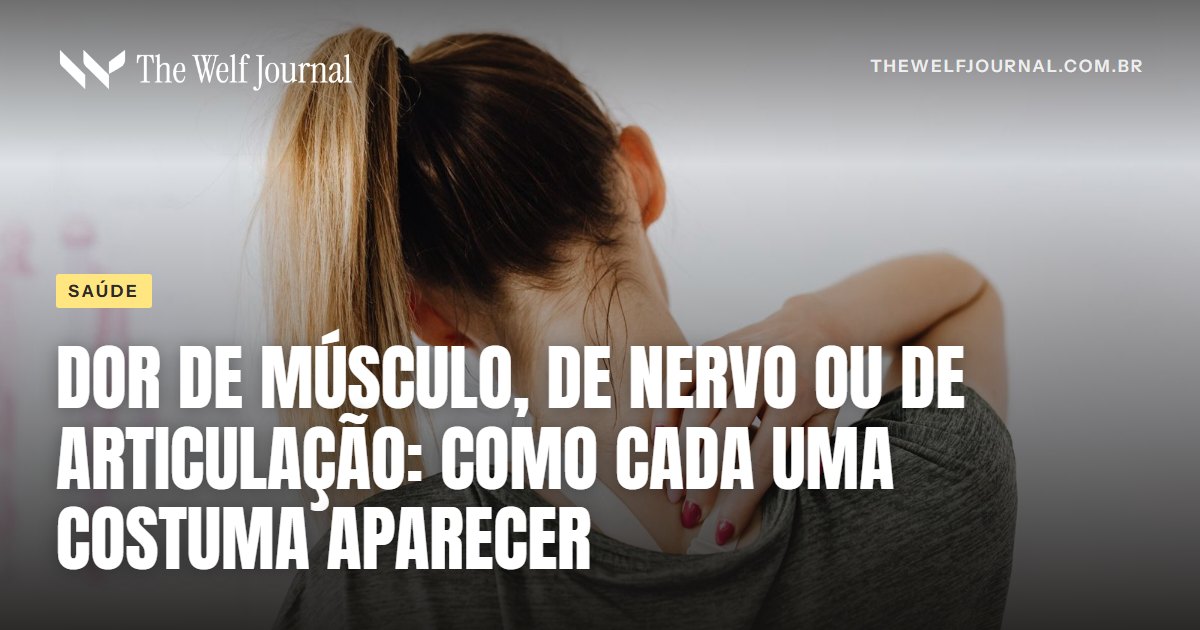 The Welf Journal
THEWELFJOURNAL.COM.BR
SAÚDE
DOR DE MÚSCULO, DE NERVO OU DE
ARTICULAÇÃO: COMO CADA UMA
COSTUMA APARECER